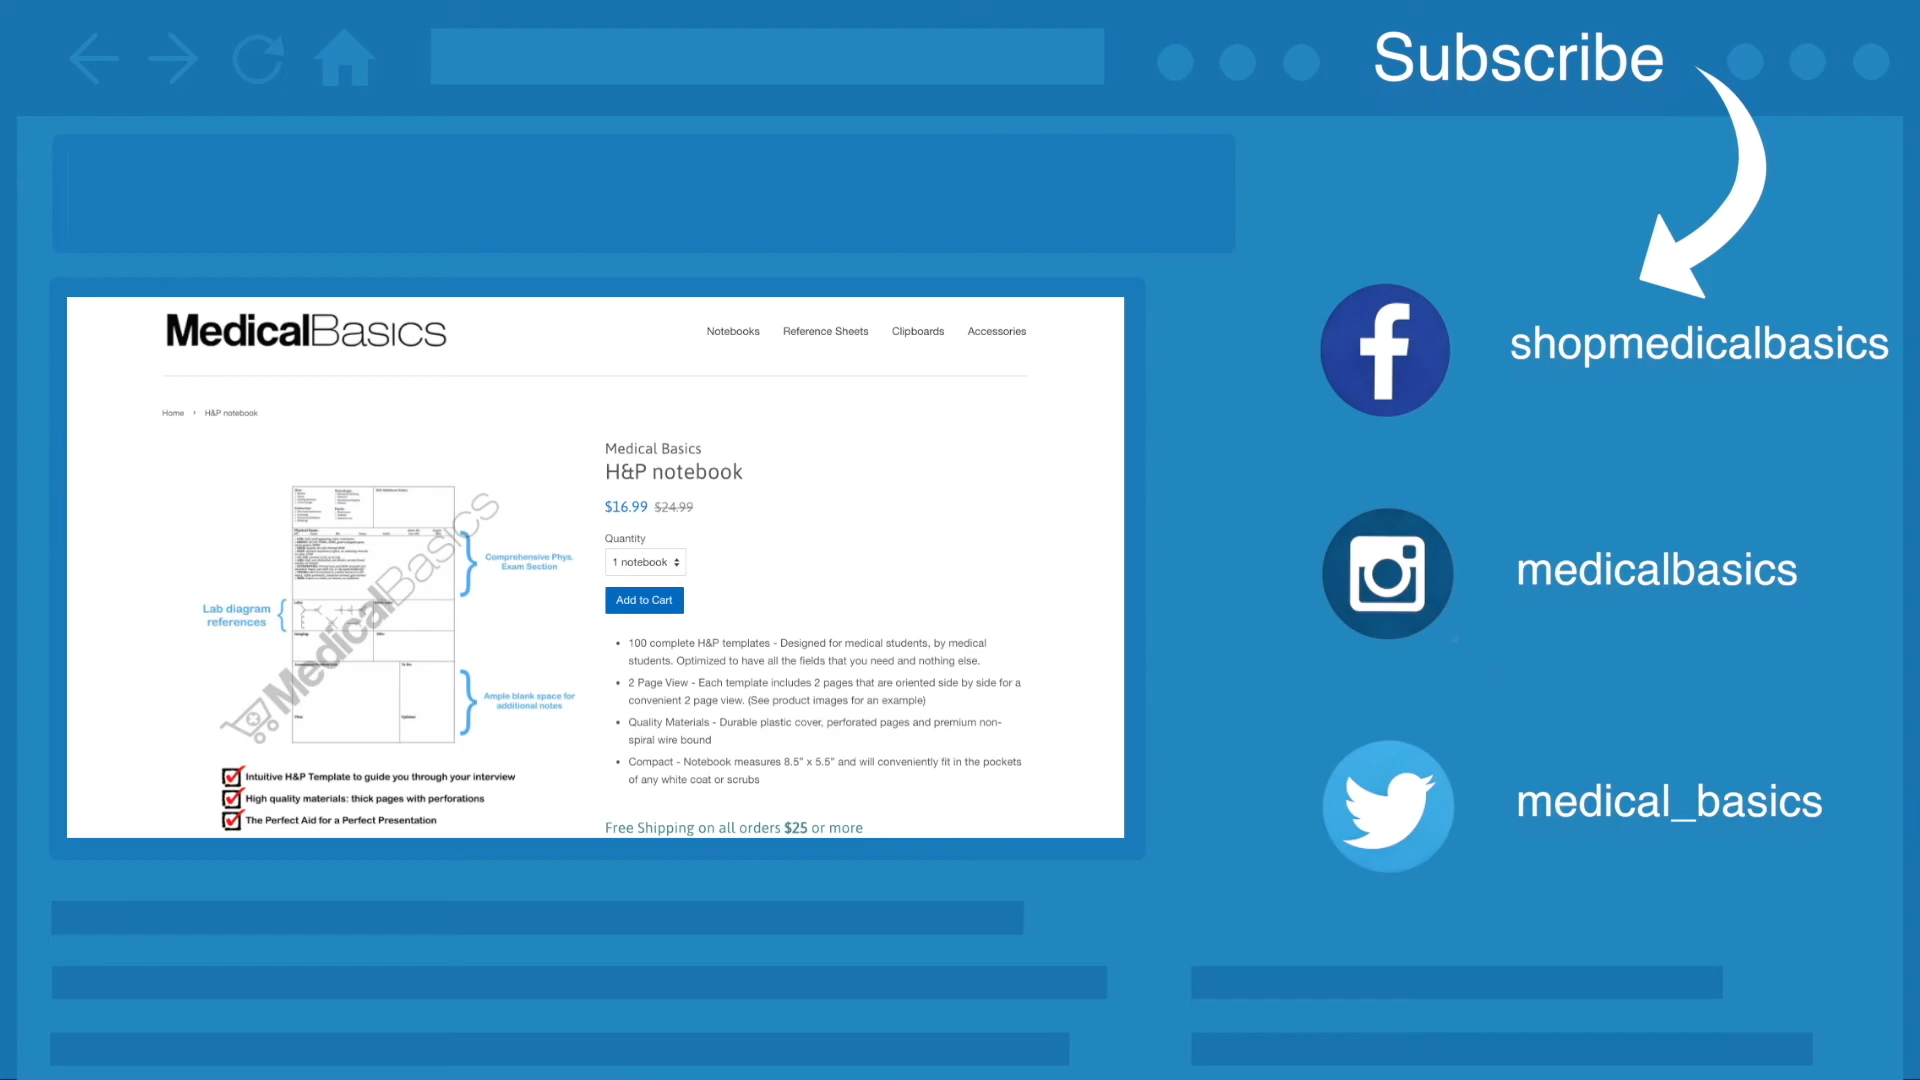 Subscribe
MedicalBasics
Notebooks
Reference Sheets
Clipboards
Accessories
Home › H&P notebook
Medical Basics
H&P notebook
$16.99 $24.99
Quantity
1 notebook
Add to Cart
100 complete H&P templates - Designed for medical students, by medical
students. Optimized to have all the fields that you need and nothing else.
2 Page View - Each template includes 2 pages that are oriented side by side for a
convenient 2 page view. (See product images for an example)
Quality Materials - Durable plastic cover, perforated pages and premium non-
spiral wire bound
Compact - Notebook measures 8.5" x 5.5" and will conveniently fit in the pockets
of any white coat or scrubs
Free Shipping on all orders $25 or more
Comprehensive Phys.
Exam Section
Lab diagram
references
Ample blank space for
additional notes
MedicalBasics
Intuitive H&P Template to guide you through your interview
High quality materials: thick pages with perforations
The Perfect Aid for a Perfect Presentation
shopmedicalbasics
medicalbasics
medical_basics